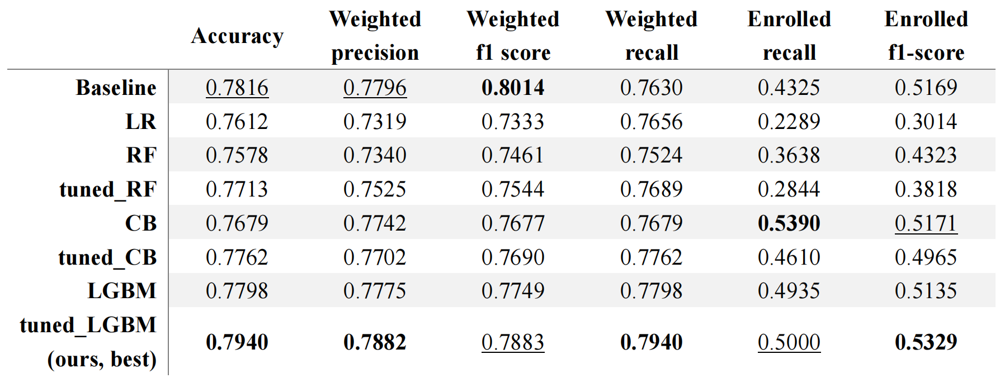 Accuracy Weighted precision Weighted f1 score Weighted recall Enrolled recall Enrolled f1-score
Baseline 0.7816 0.7796 0.8014 0.7630 0.4325 0.5169
LR 0.7612 0.7319 0.7333 0.7656 0.2289 0.3014
RF 0.7578 0.7340 0.7461 0.7524 0.3638 0.4323
tuned_RF 0.7713 0.7525 0.7544 0.7689 0.2844 0.3818
CB 0.7679 0.7742 0.7677 0.7679 0.5390 0.5171
tuned_CB 0.7762 0.7702 0.7690 0.7762 0.4610 0.4965
LGBM 0.7798 0.7775 0.7749 0.7798 0.4935 0.5135
tuned_LGBM (ours, best) 0.7940 0.7882 0.7883 0.7940 0.5000 0.5329